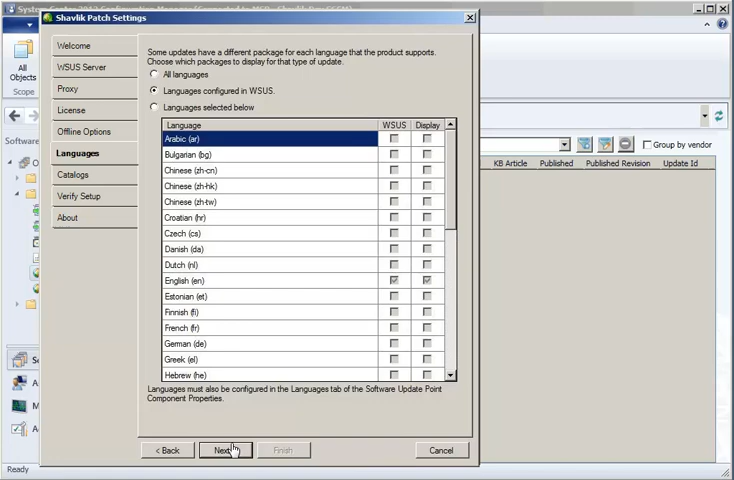 Shavlik Patch Settings
All
Objects
Scope
Welcome
WSUS Server
Proxy
License
Offline Options
Languages
Catalogs
Verify Setup
About
Some updates have a different package for each language that the product supports.
Choose which packages to display for that type of update.
All languages
Languages configured in WSUS.
Languages selected below
Language WSUS Display
Arabic (ar)
Bulgarian (bg)
Chinese (zh-cn)
Chinese (zh-hk)
Chinese (zh-tw)
Croatian (hr)
Czech (cs)
Danish (da)
Dutch (nl)
English (en)
Estonian (et)
Finnish (fi)
French (fr)
German (de)
Greek (el)
Hebrew (he)
Languages must also be configured in the Languages tab of the Software Update Point
Component Properties.
< Back Next Finish Cancel
Group by vendor
KB Article Published Published Revision Update Id
Ready